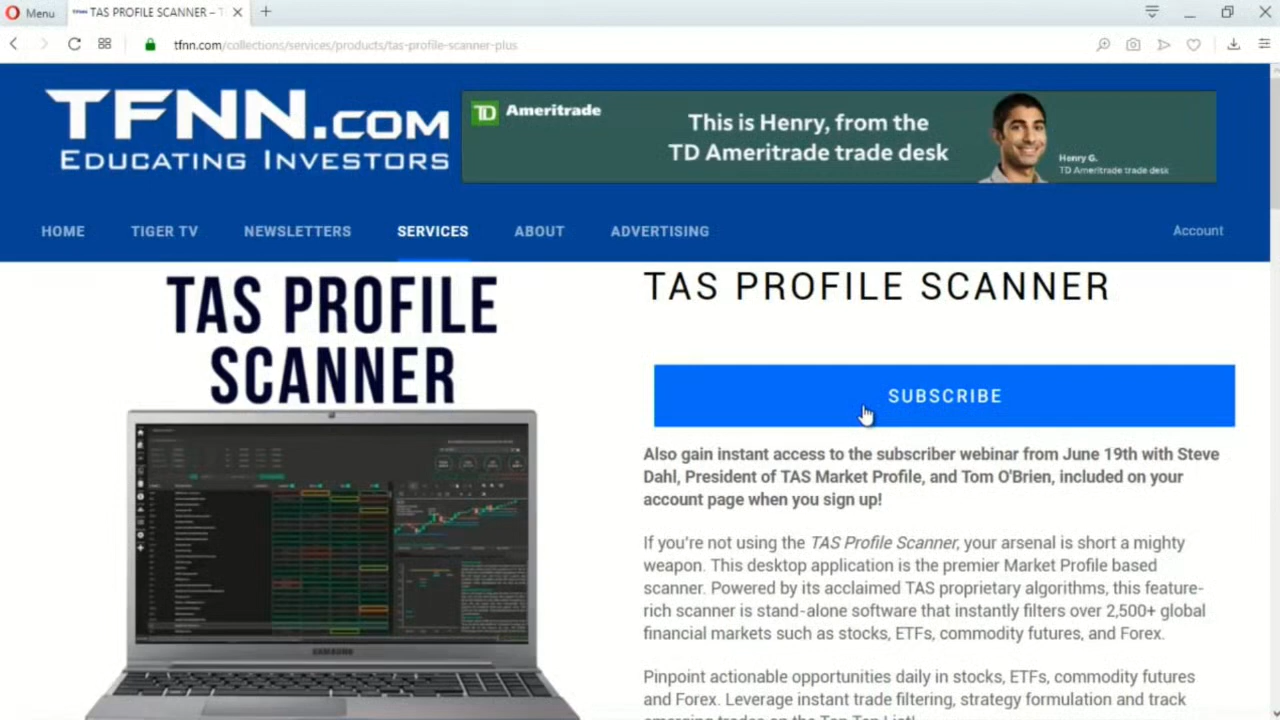 Menu
TAS PROFILE SCANNER – T
tfnn.com/collections/services/products/tas-profile-scanner-plus
TFNN.COM
EDUCATING INVESTORS
TD Ameritrade
This is Henry, from the
TD Ameritrade trade desk
Henry G.
TD Ameritrade trade desk
HOME
TIGER TV
NEWSLETTERS
SERVICES
ABOUT
ADVERTISING
Account
TAS PROFILE
SCANNER
SAMSUNG
TAS PROFILE SCANNER
SUBSCRIBE
Also gain instant access to the subscriber webinar from June 19th with Steve
Dahl, President of TAS Market Profile, and Tom O'Brien, included on your
account page when you sign up!
If you're not using the TAS Profile Scanner, your arsenal is short a mighty
weapon. This desktop application is the premier Market Profile based
scanner. Powered by its acclaimed TAS proprietary algorithms, this feature-
rich scanner is stand-alone software that instantly filters over 2,500+ global
financial markets such as stocks, ETFs, commodity futures, and Forex.
Pinpoint actionable opportunities daily in stocks, ETFs, commodity futures
and Forex. Leverage instant trade filtering, strategy formulation and track
emerging trades on the Top Ten List!